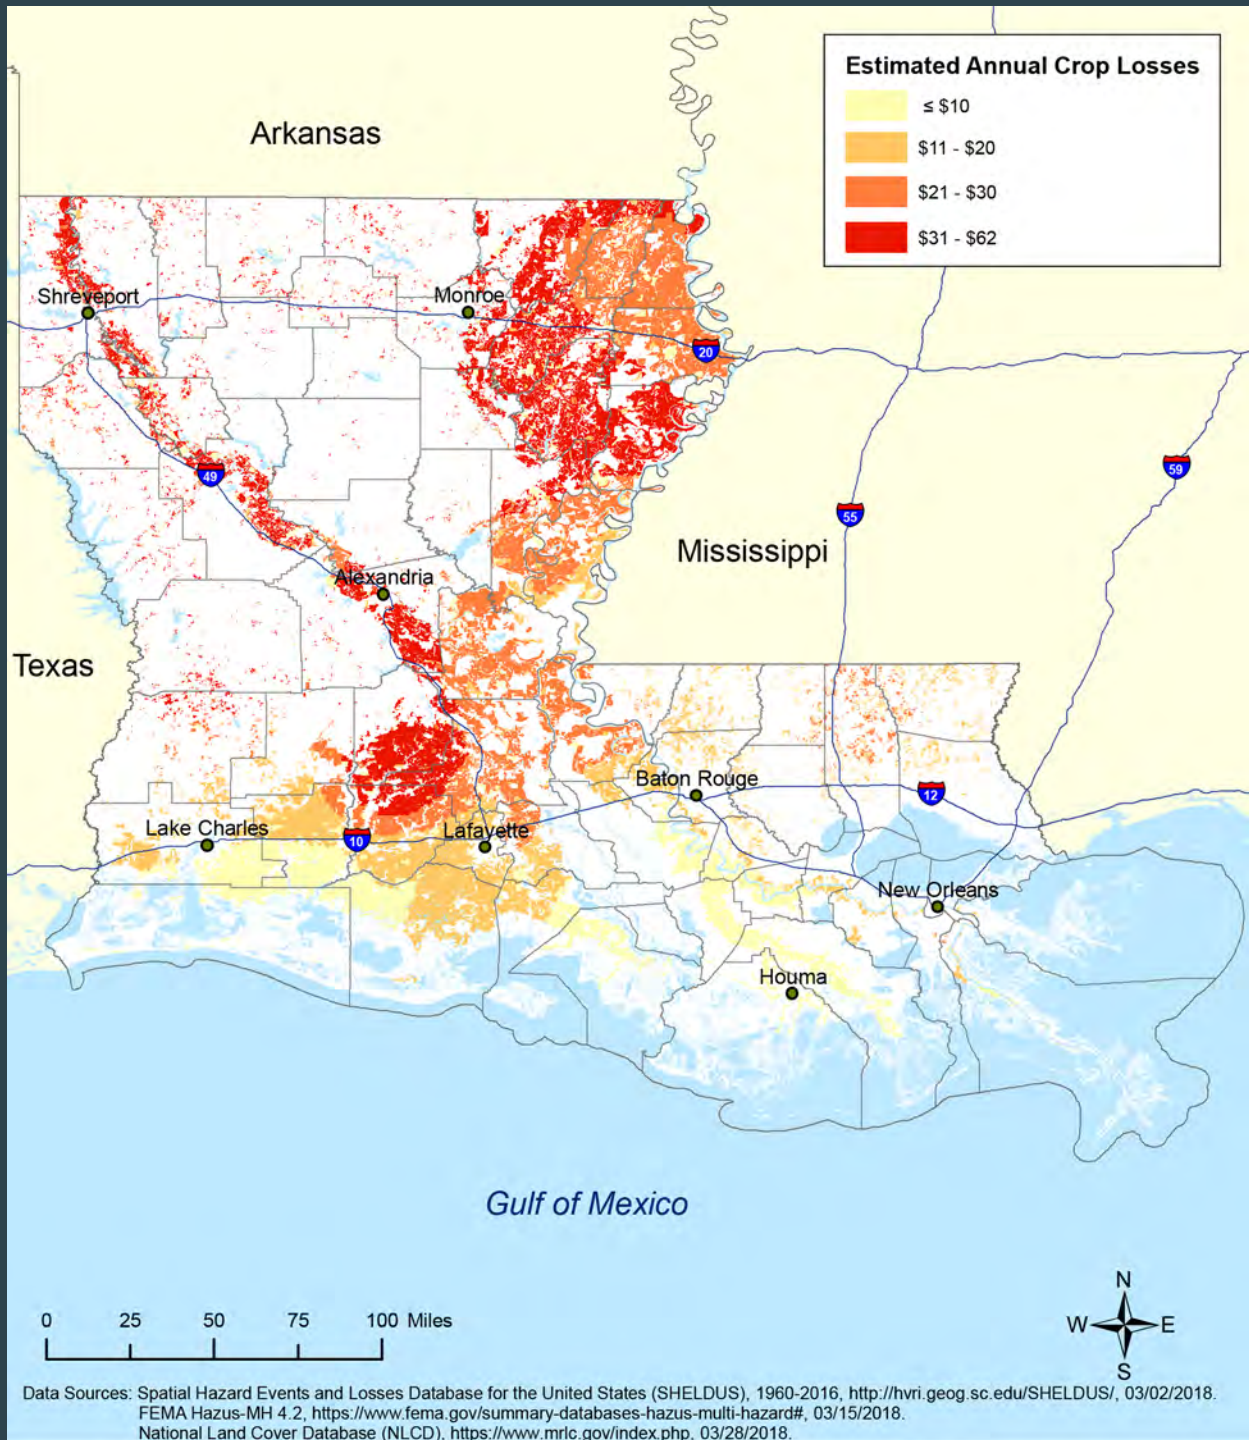 Estimated Annual Crop Losses
≤ $10
$11 - $20
$21 - $30
$31 - $62
Arkansas
Shreveport
Monroe
20
49
59
55
Mississippi
Alexandria
Texas
Baton Rouge
12
Lake Charles
10
Lafayette
New Orleans
Houma
Gulf of Mexico
N
W E
S
0 25 50 75 100 Miles
Data Sources: Spatial Hazard Events and Losses Database for the United States (SHELDUS), 1960-2016, http://hvri.geog.sc.edu/SHELDUS/, 03/02/2018.
FEMA Hazus-MH 4.2, https://www.fema.gov/summary-databases-hazus-multi-hazard#, 03/15/2018.
National Land Cover Database (NLCD), https://www.mrlc.gov/index.php, 03/28/2018.